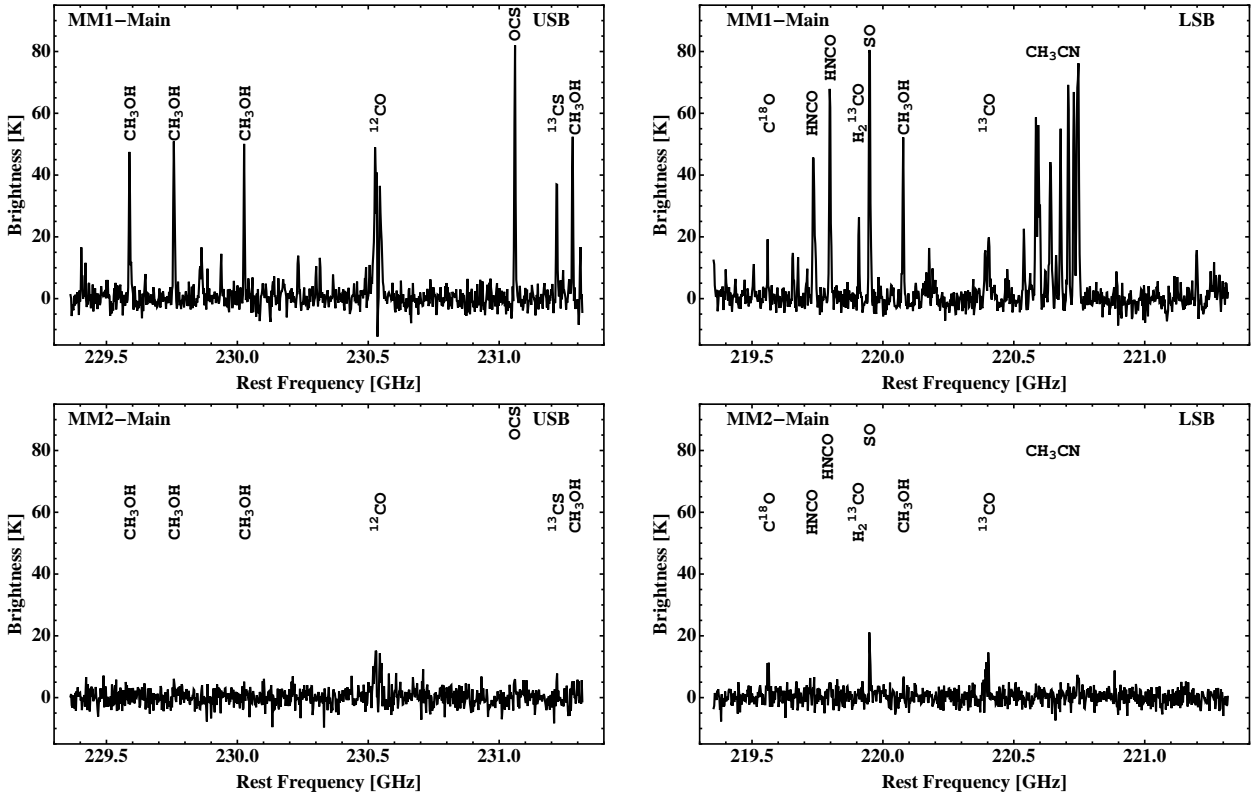 MM1−Main USB
OCS
CH₃OH CH₃OH CH₃OH ¹²CO ¹³CS CH₃OH
80
60
40
20
0
Brightness [K]
229.5 230.0 230.5 231.0
Rest Frequency [GHz]
MM1−Main LSB
C¹⁸O HNCO HNCO H₂¹³CO SO CH₃OH ¹³CO CH₃CN
80
60
40
20
0
Brightness [K]
219.5 220.0 220.5 221.0
Rest Frequency [GHz]
MM2−Main USB
OCS
CH₃OH CH₃OH CH₃OH ¹²CO ¹³CS CH₃OH
80
60
40
20
0
Brightness [K]
229.5 230.0 230.5 231.0
Rest Frequency [GHz]
MM2−Main LSB
C¹⁸O HNCO HNCO H₂¹³CO SO CH₃OH ¹³CO CH₃CN
80
60
40
20
0
Brightness [K]
219.5 220.0 220.5 221.0
Rest Frequency [GHz]